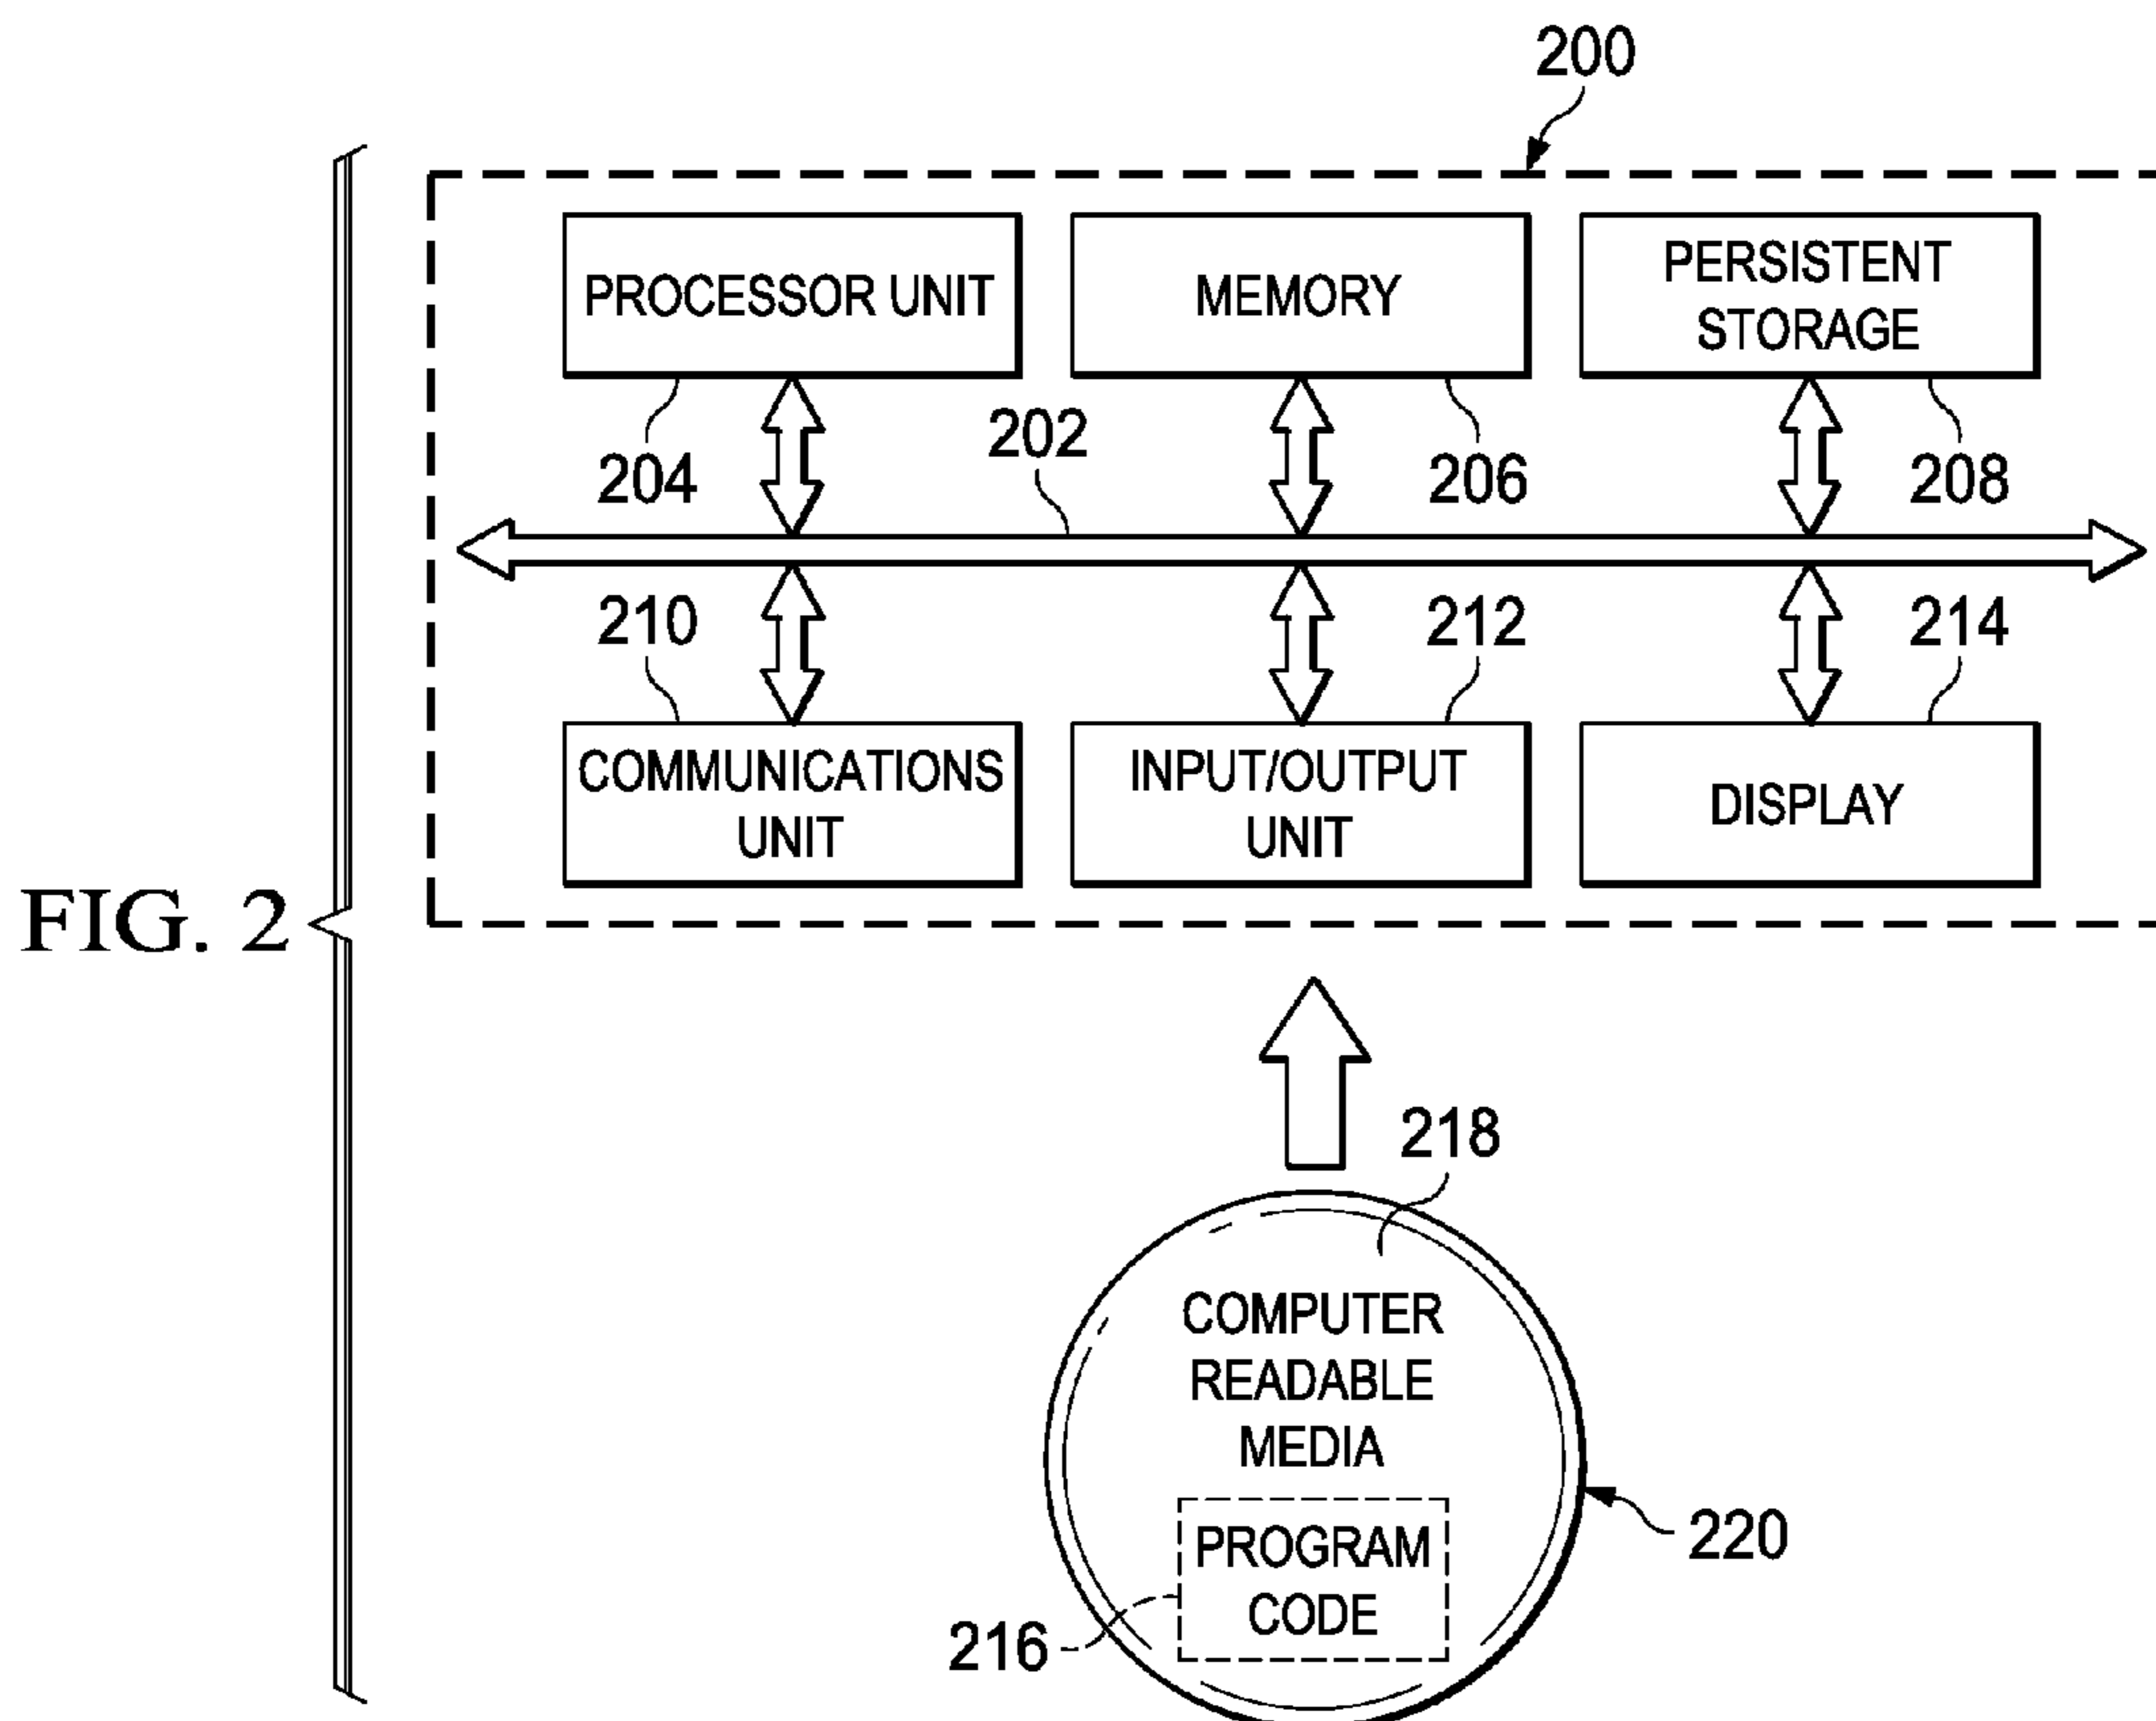 200
PROCESSOR UNIT
MEMORY
PERSISTENT
STORAGE
204
202
206
208
210
212
214
COMMUNICATIONS
UNIT
INPUT/OUTPUT
UNIT
DISPLAY
FIG. 2
218
COMPUTER
READABLE
MEDIA
PROGRAM
CODE
220
216